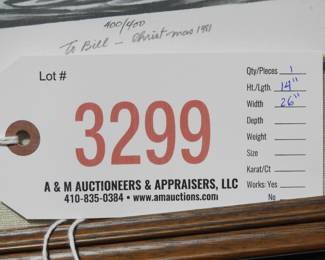 400/400
To Bill - Christmas 1981
Lot #
3299
Qty/Pieces 1
Ht./Lgth. 14"
Width 26"
Depth
Weight
Size
Karat/Ct
Works: Yes
No
A & M AUCTIONEERS & APPRAISERS, LLC
410-835-0384 • www.amauctions.com